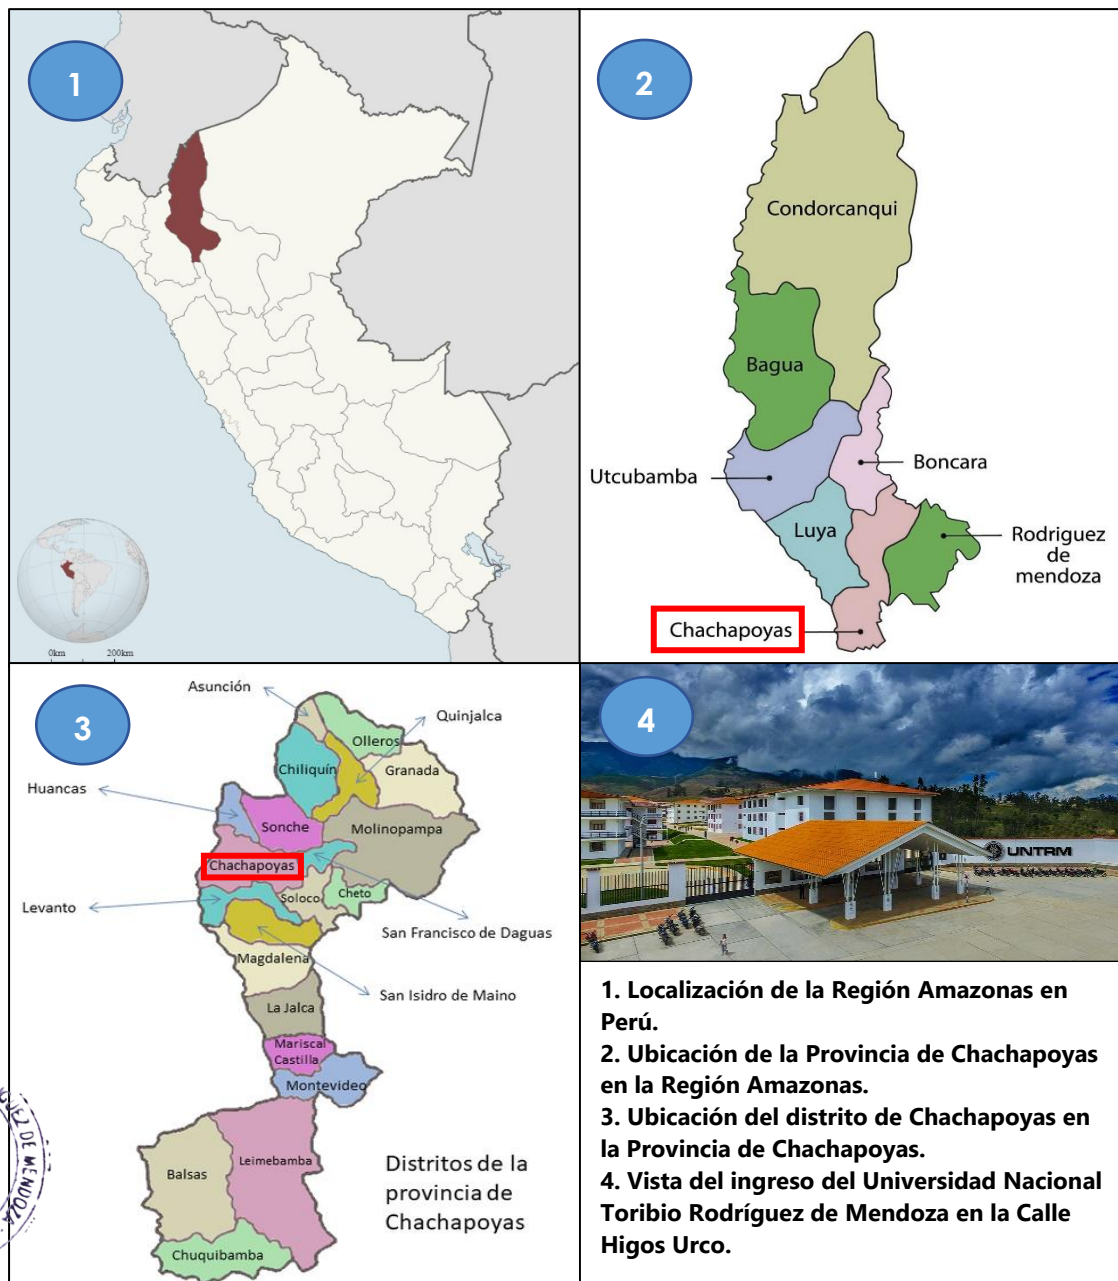 1
0km 200km
2
Condorcanqui
Bagua
Utcubamba
Boncara
Luya
Rodriguez
de
mendoza
Chachapoyas
3
Asunción
Quinjalca
Olleros
Chiliquín
Granada
Huancas
Sonche
Molinopampa
Chachapoyas
Soloco
Cheto
Levanto
San Francisco de Daguas
Magdalena
San Isidro de Maino
La Jalca
Mariscal
Castilla
Montevideo
Balsas
Leimebamba
Chuquibamba
Distritos de la
provincia de
Chachapoyas
DE MENDOZA
4
UNTRM
1. Localización de la Región Amazonas en
Perú.
2. Ubicación de la Provincia de Chachapoyas
en la Región Amazonas.
3. Ubicación del distrito de Chachapoyas en
la Provincia de Chachapoyas.
4. Vista del ingreso del Universidad Nacional
Toribio Rodríguez de Mendoza en la Calle
Higos Urco.